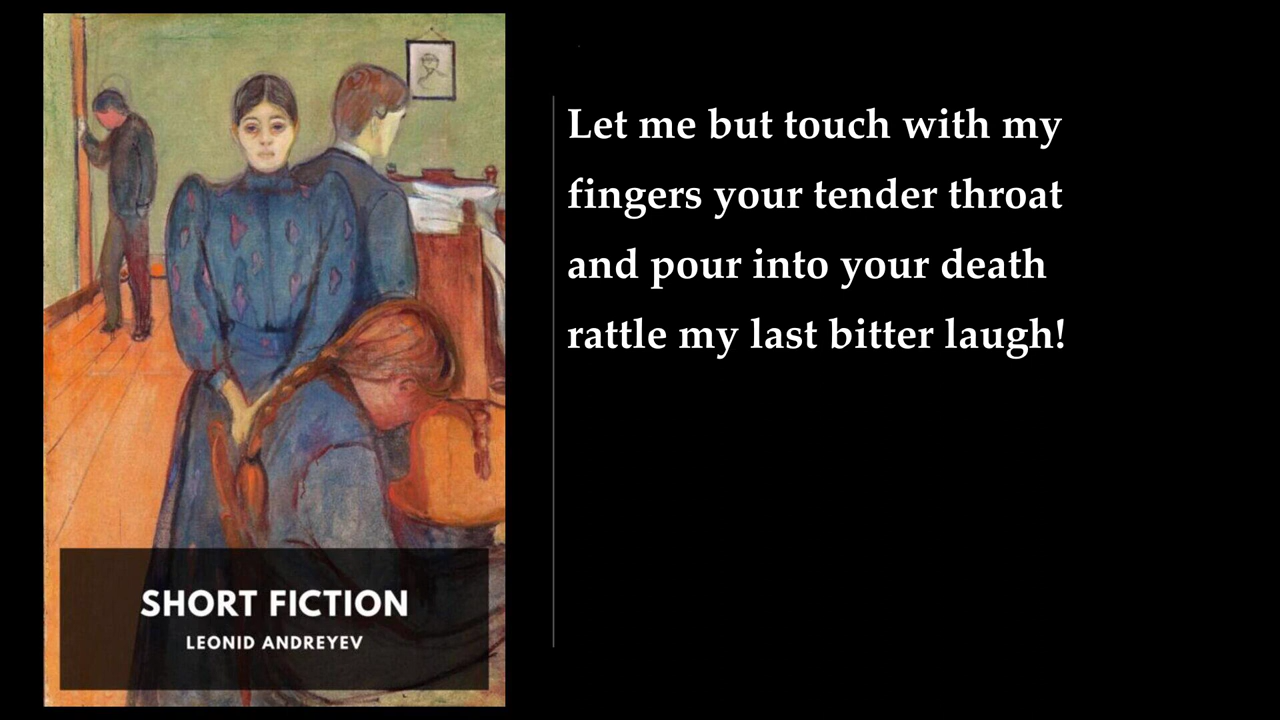 SHORT FICTION
LEONID ANDREYEV
Let me but touch with my
fingers your tender throat
and pour into your death
rattle my last bitter laugh!